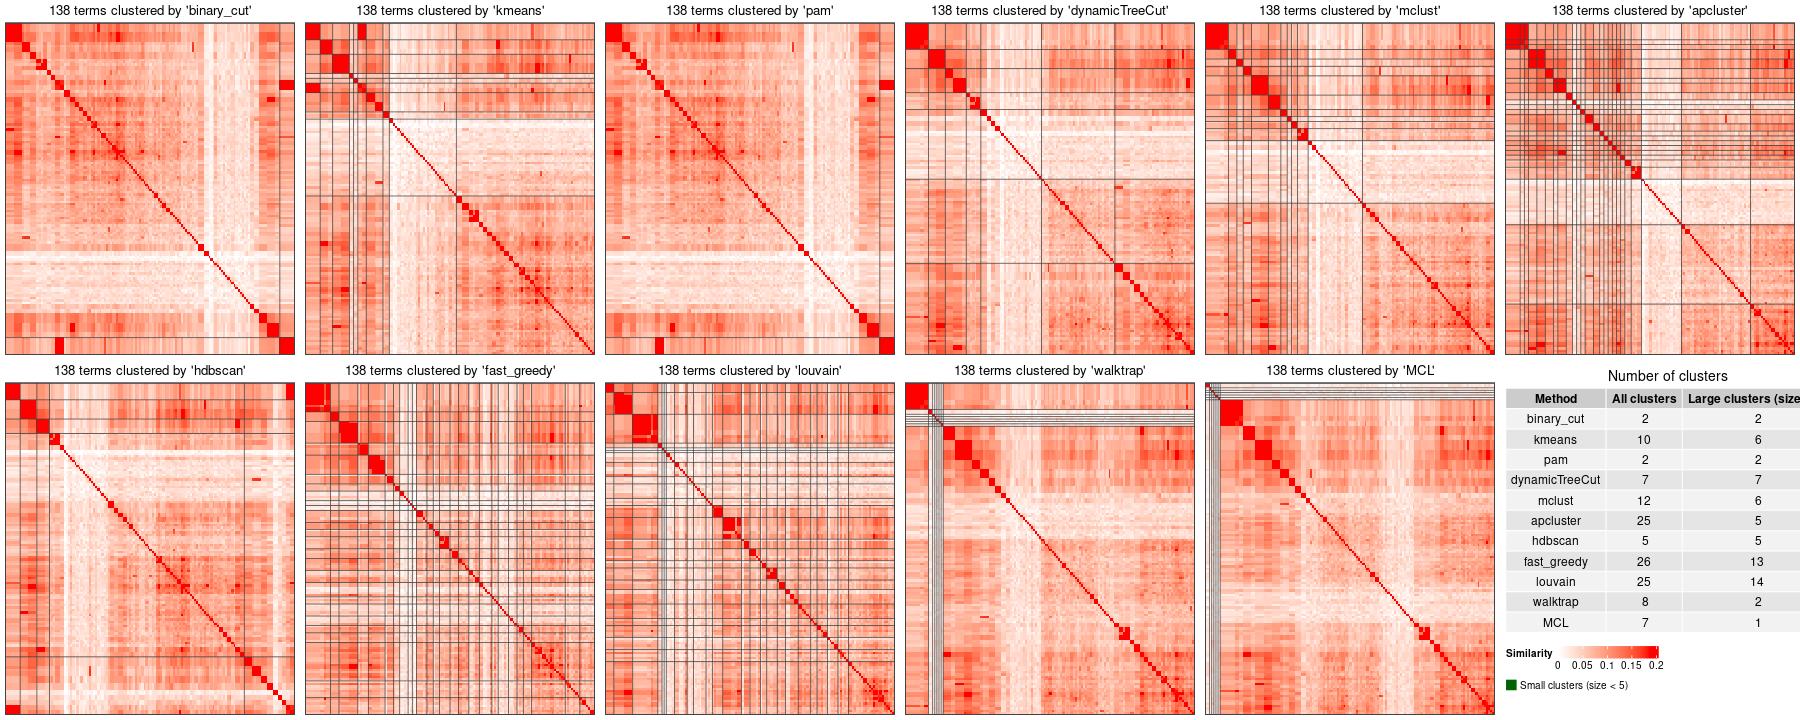 138 terms clustered by 'binary_cut'
138 terms clustered by 'kmeans'
138 terms clustered by 'pam'
138 terms clustered by 'dynamicTreeCut'
138 terms clustered by 'mclust'
138 terms clustered by 'apcluster'
138 terms clustered by 'hdbscan'
138 terms clustered by 'fast_greedy'
138 terms clustered by 'louvain'
138 terms clustered by 'walktrap'
138 terms clustered by 'MCL'
Number of clusters
Method All clusters Large clusters (size
binary_cut 2 2
kmeans 10 6
pam 2 2
dynamicTreeCut 7 7
mclust 12 6
apcluster 25 5
hdbscan 5 5
fast_greedy 26 13
louvain 25 14
walktrap 8 2
MCL 7 1
Similarity
0 0.05 0.1 0.15 0.2
Small clusters (size < 5)